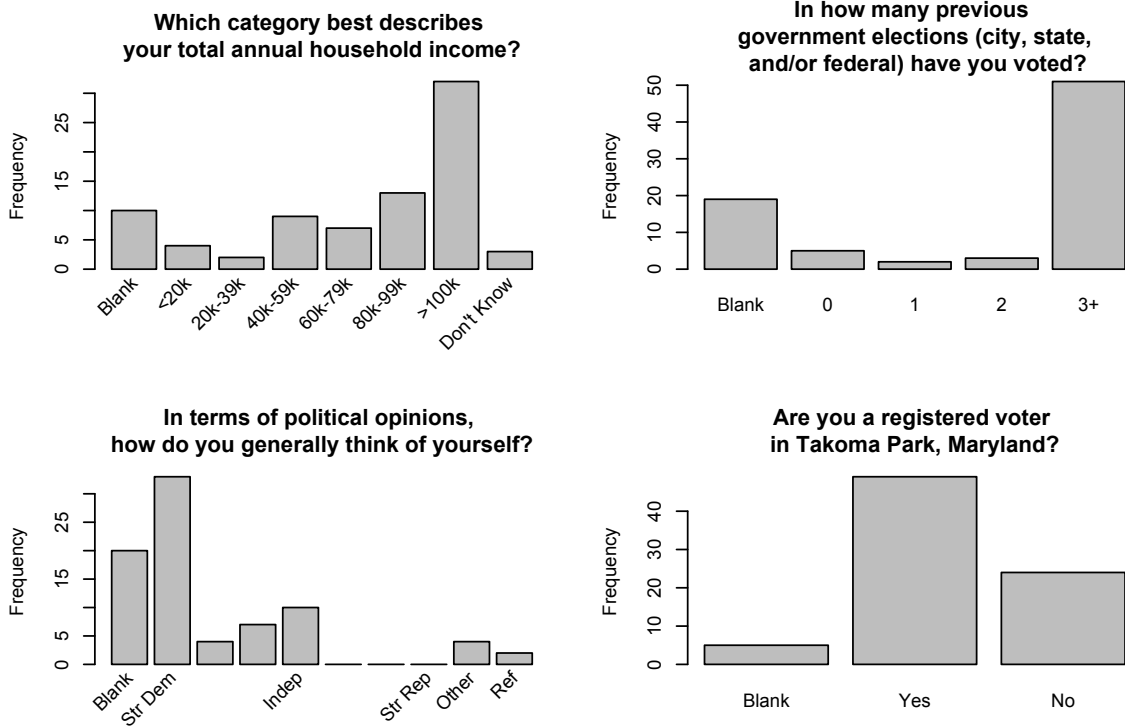 Which category best describes
your total annual household income?
Frequency
0
5
15
25
Blank
<20k
20k-39k
40k-59k
60k-79k
80k-99k
>100k
Don't Know
In how many previous
government elections (city, state,
and/or federal) have you voted?
Frequency
0
10
20
30
40
50
Blank
0
1
2
3+
In terms of political opinions,
how do you generally think of yourself?
Frequency
0
5
15
25
Blank
Str Dem
Indep
Str Rep
Other
Ref
Are you a registered voter
in Takoma Park, Maryland?
Frequency
0
10
20
30
40
Blank
Yes
No